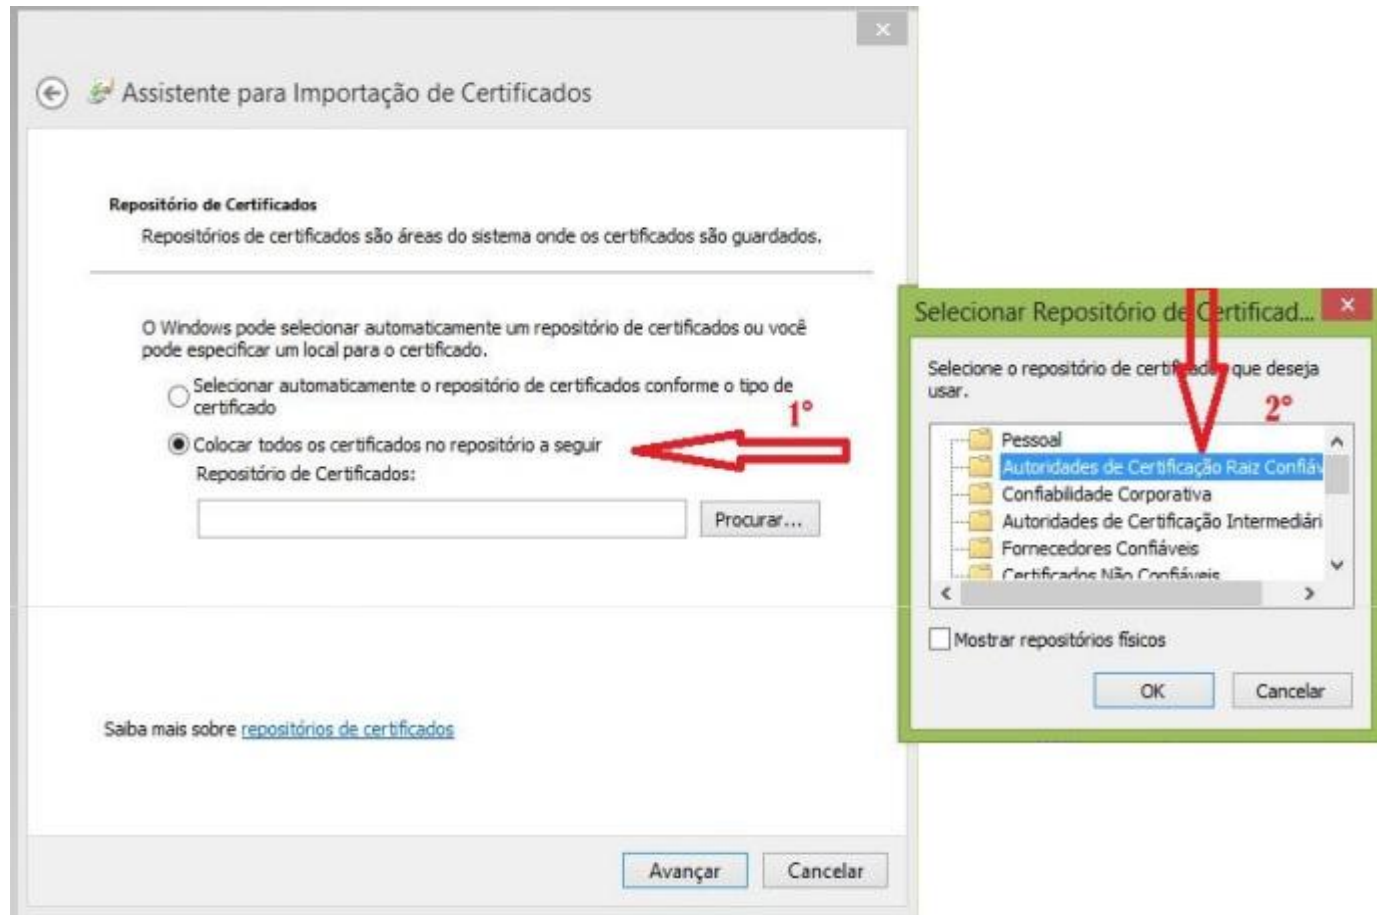 Assistente para Importação de Certificados
Repositório de Certificados
Repositórios de certificados são áreas do sistema onde os certificados são guardados.
O Windows pode selecionar automaticamente um repositório de certificados ou você
pode especificar um local para o certificado.
Selecionar automaticamente o repositório de certificados conforme o tipo de
certificado
1°
Colocar todos os certificados no repositório a seguir
Repositório de Certificados:
Procurar...
Saiba mais sobre repositórios de certificados
Avançar
Cancelar
Selecionar Repositório de Certificad...
Selecione o repositório de certificados que deseja
usar.
2°
Pessoal
Autoridades de Certificação Raiz Confiáv
Confiabilidade Corporativa
Autoridades de Certificação Intermediári
Fornecedores Confiáveis
Certificados Não Confiáveis
Mostrar repositórios físicos
OK
Cancelar